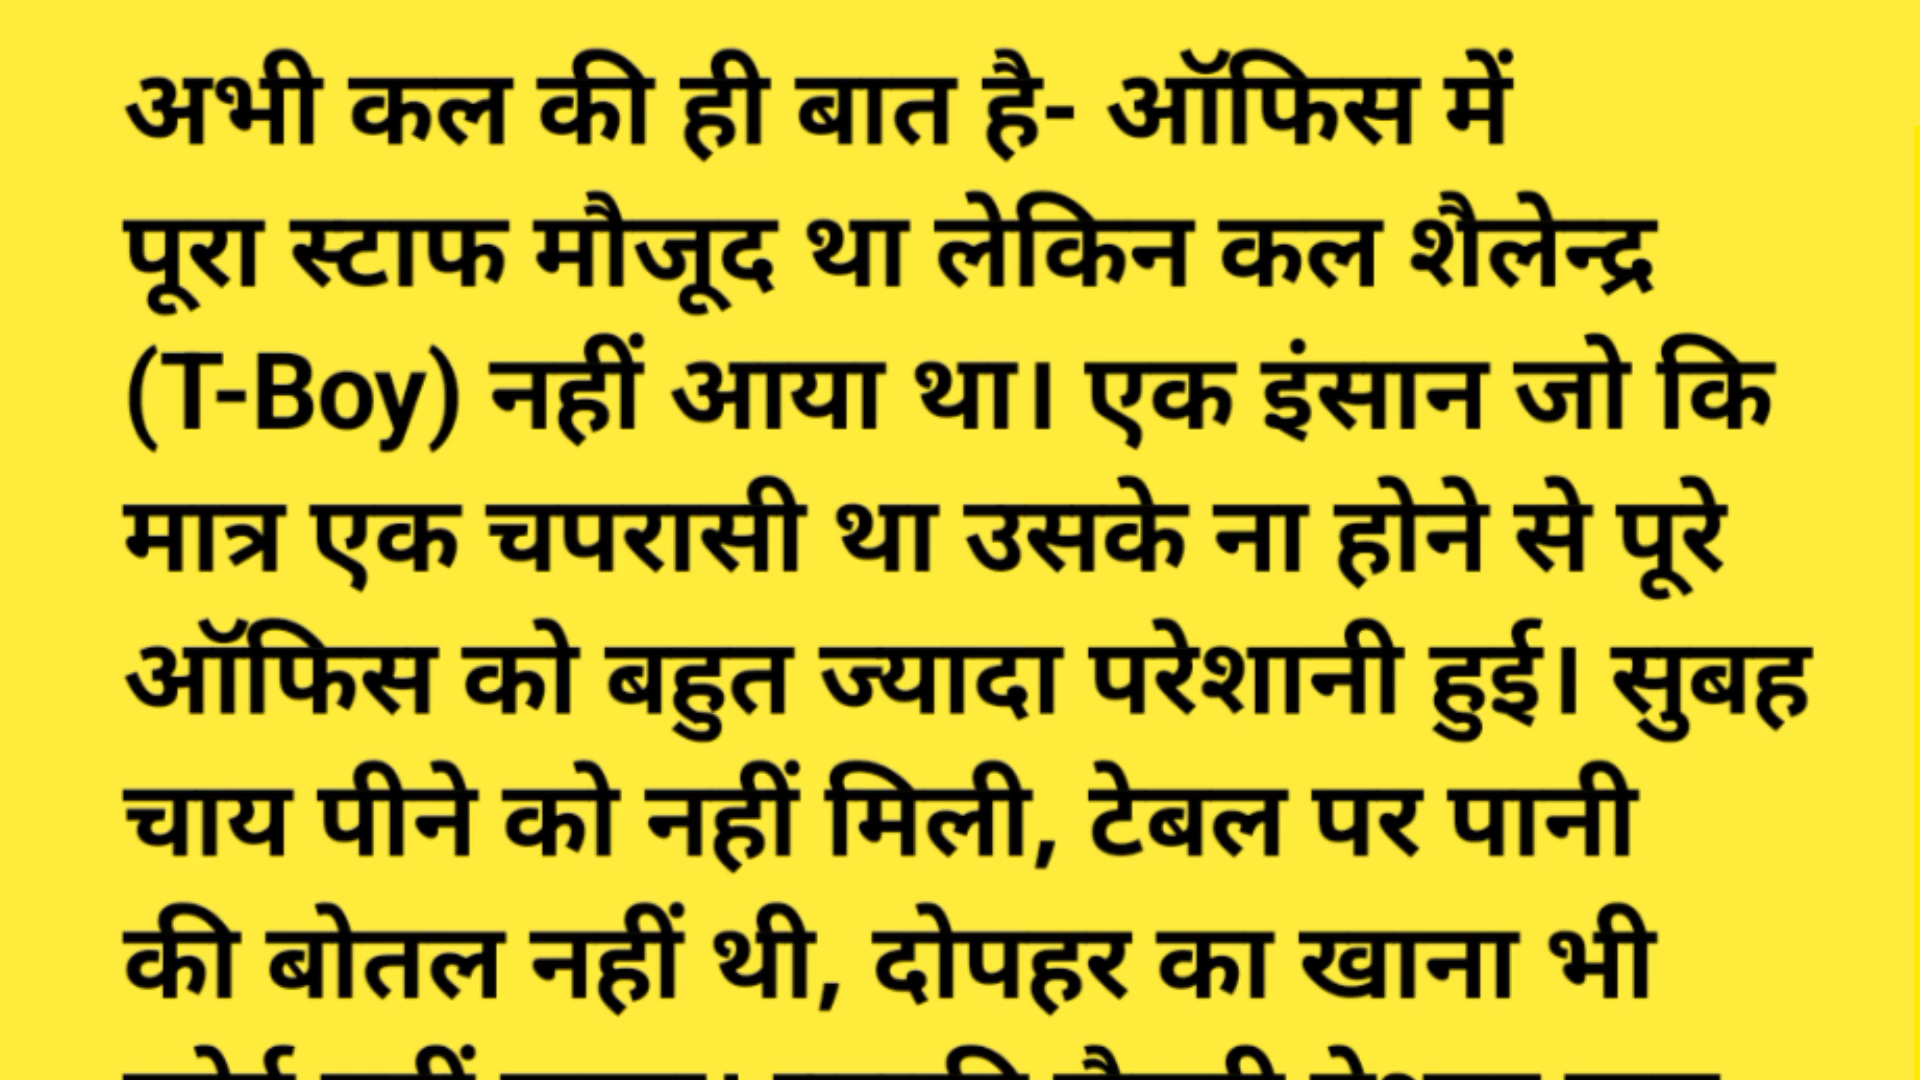 अभी कल की ही बात है- ऑफिस में
पूरा स्टाफ मौजूद था लेकिन कल शैलेन्द्र
(T-Boy) नहीं आया था। एक इंसान जो कि
मात्र एक चपरासी था उसके ना होने से पूरे
ऑफिस को बहुत ज्यादा परेशानी हुई। सुबह
चाय पीने को नहीं मिली, टेबल पर पानी
की बोतल नहीं थी, दोपहर का खाना भी